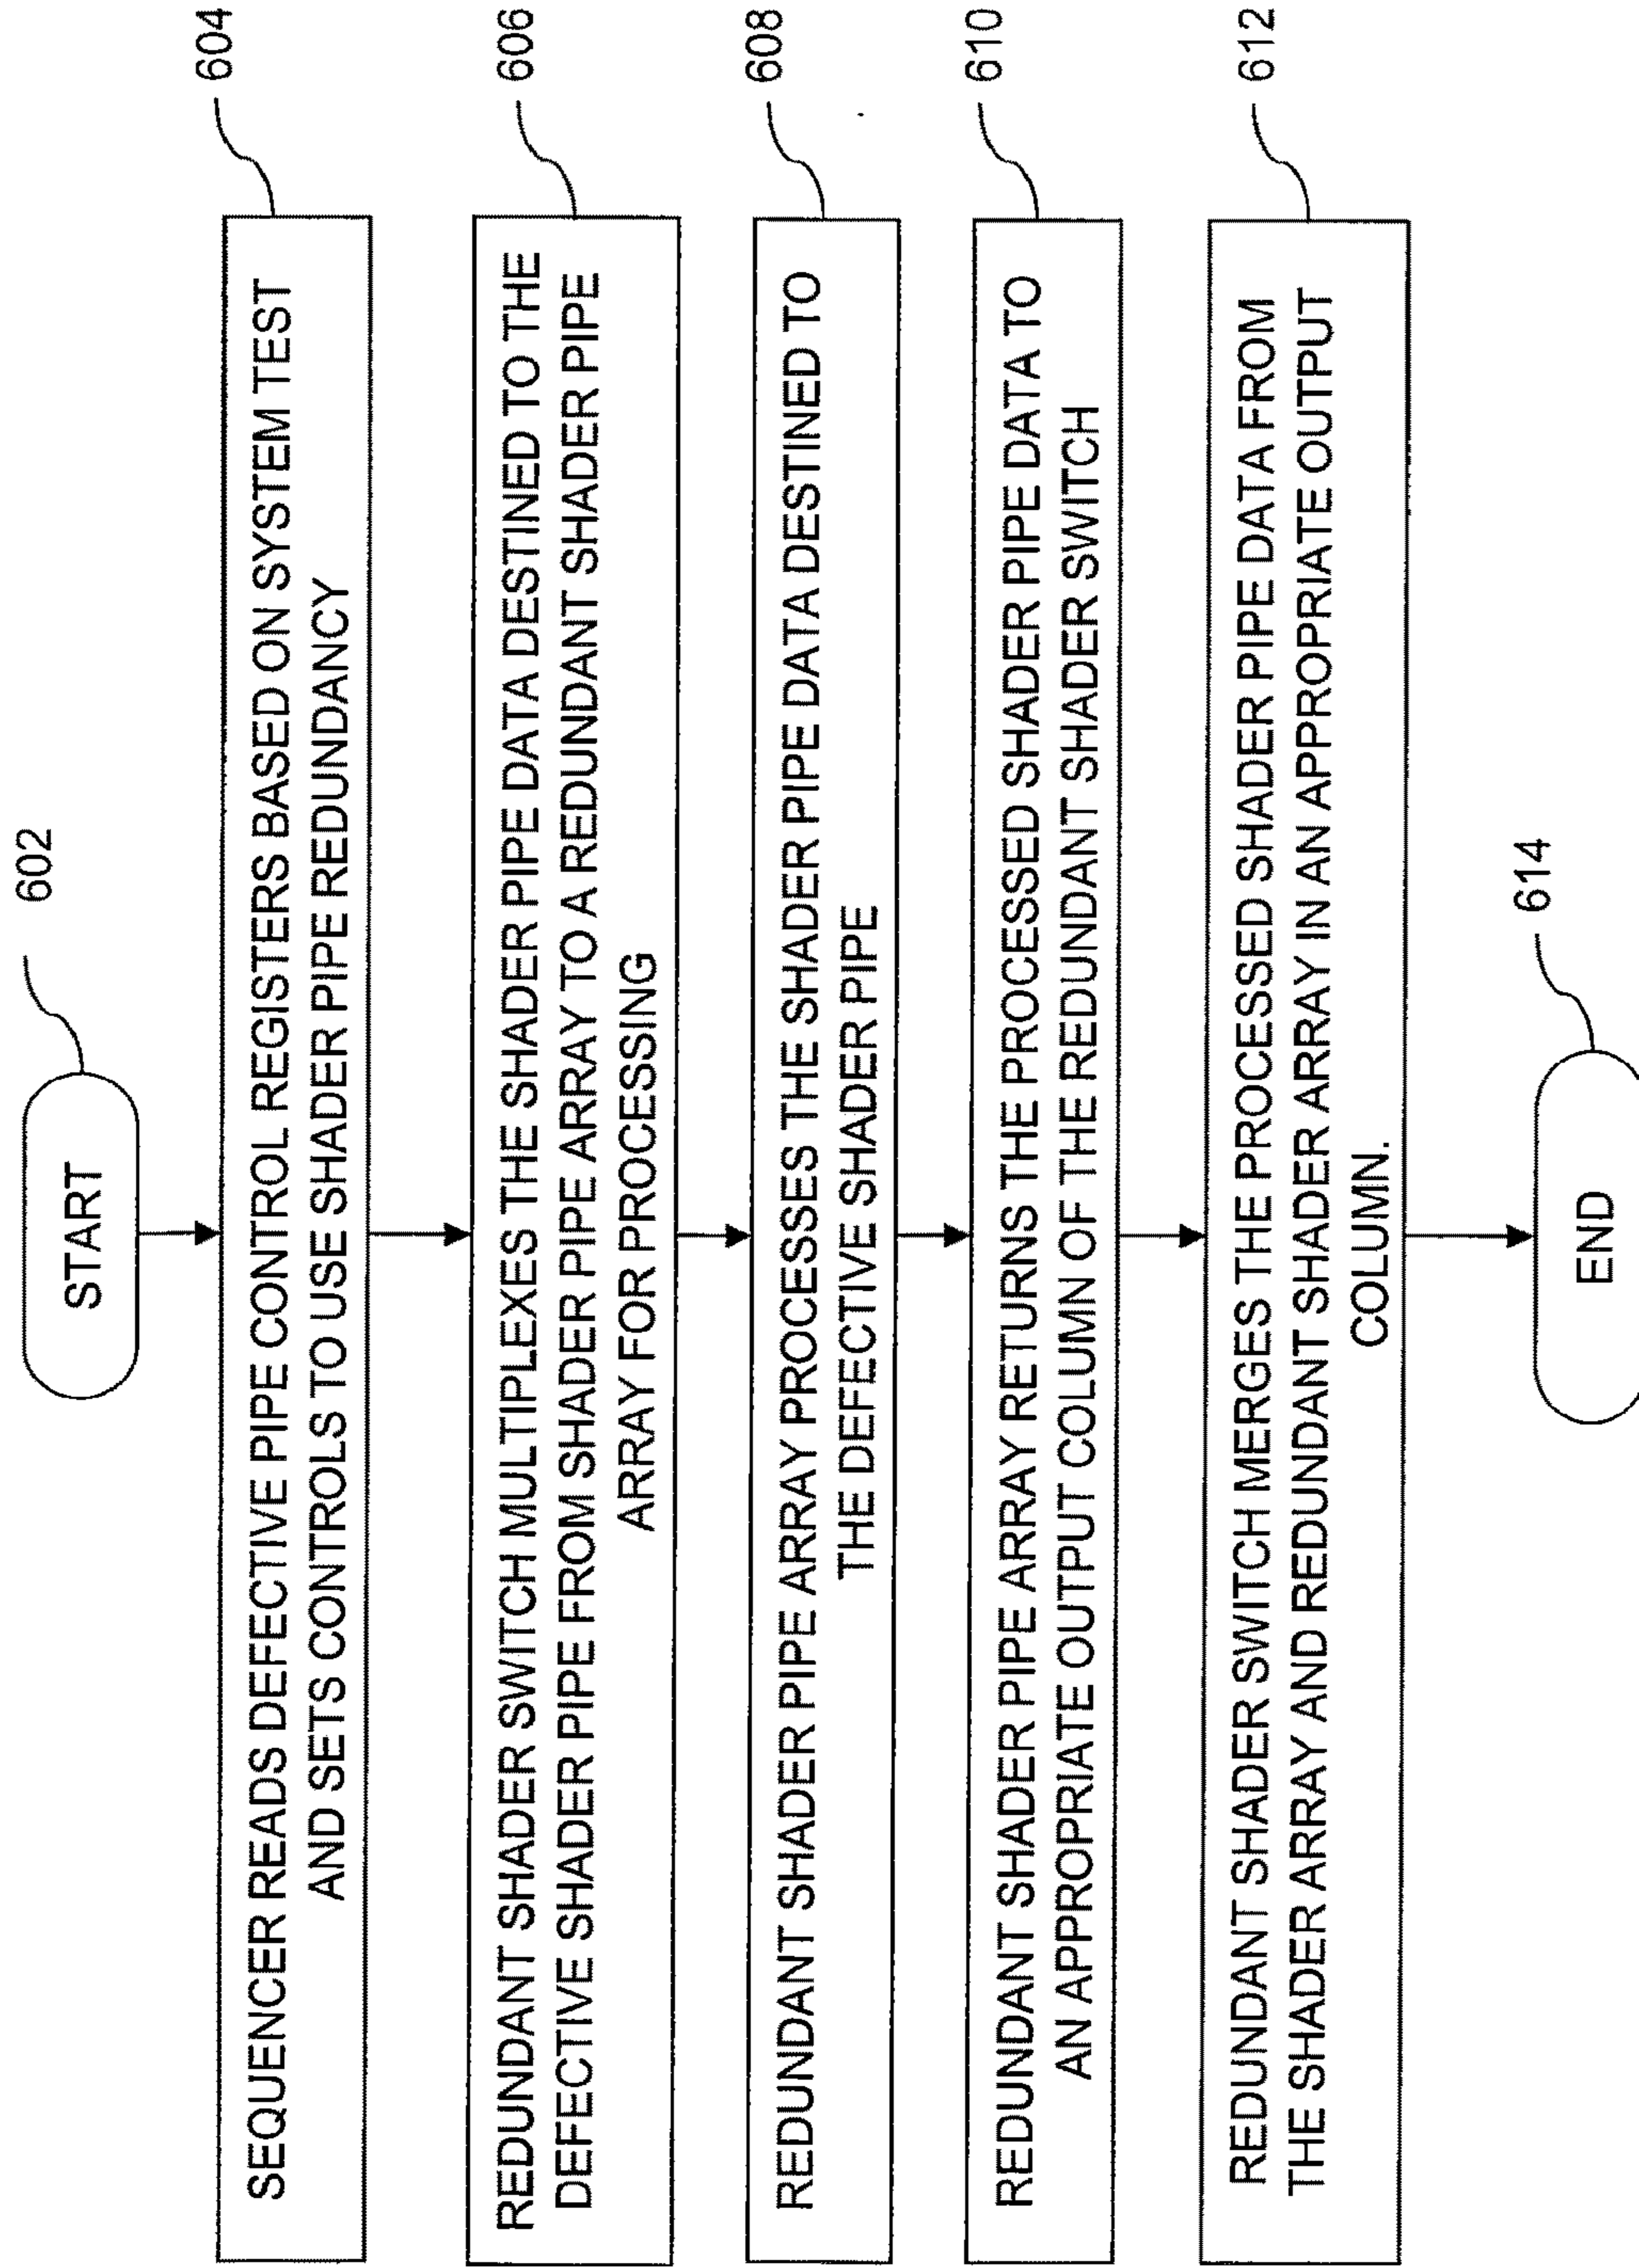 602
START
604
SEQUENCER READS DEFECTIVE PIPE CONTROL REGISTERS BASED ON SYSTEM TEST
AND SETS CONTROLS TO USE SHADER PIPE REDUNDANCY
606
REDUNDANT SHADER SWITCH MULTIPLEXES THE SHADER PIPE DATA DESTINED TO THE
DEFECTIVE SHADER PIPE FROM SHADER PIPE ARRAY TO A REDUNDANT SHADER PIPE
ARRAY FOR PROCESSING
608
REDUNDANT SHADER PIPE ARRAY PROCESSES THE SHADER PIPE DATA DESTINED TO
THE DEFECTIVE SHADER PIPE
610
REDUNDANT SHADER PIPE ARRAY RETURNS THE PROCESSED SHADER PIPE DATA TO
AN APPROPRIATE OUTPUT COLUMN OF THE REDUNDANT SHADER SWITCH
612
REDUNDANT SHADER SWITCH MERGES THE PROCESSED SHADER PIPE DATA FROM
THE SHADER ARRAY AND REDUNDANT SHADER ARRAY IN AN APPROPRIATE OUTPUT
COLUMN.
614
END